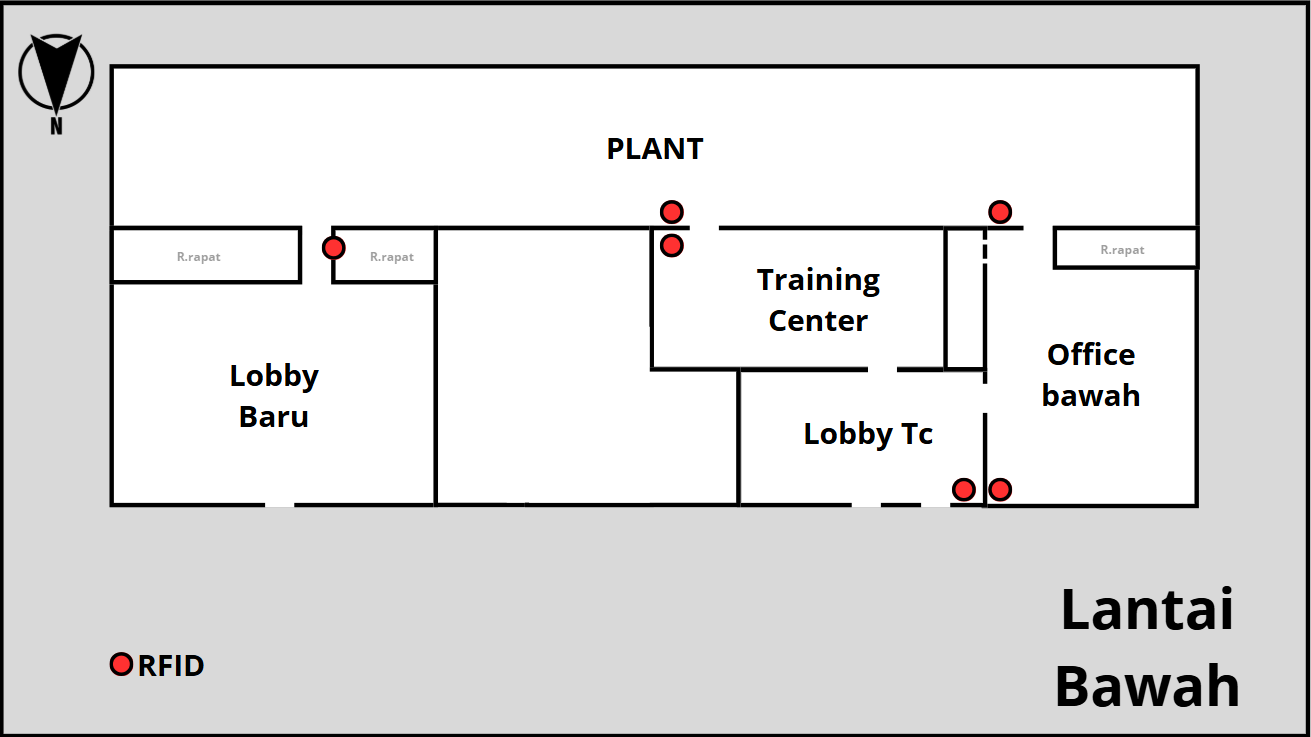 N
PLANT
R.rapat
R.rapat
R.rapat
Training
Center
Office
bawah
Lobby
Baru
Lobby Tc
Lantai
Bawah
RFID